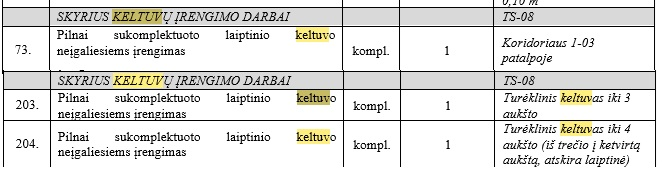 0,10 m
SKYRIUS KELTUVŲ ĮRENGIMO DARBAI TS-08
73. Pilnai sukomplektuoto laiptinio keltuvo neįgaliesiems įrengimas kompl. 1 Koridoriaus 1-03 patalpoje
SKYRIUS KELTUVŲ ĮRENGIMO DARBAI TS-08
203. Pilnai sukomplektuoto laiptinio keltuvo neįgaliesiems įrengimas kompl. 1 Turėklinis keltuvas iki 3 aukšto
204. Pilnai sukomplektuoto laiptinio keltuvo neįgaliesiems įrengimas kompl. 1 Turėklinis keltuvas iki 4 aukšto (iš trečio į ketvirtą aukštą, atskira laiptinė)